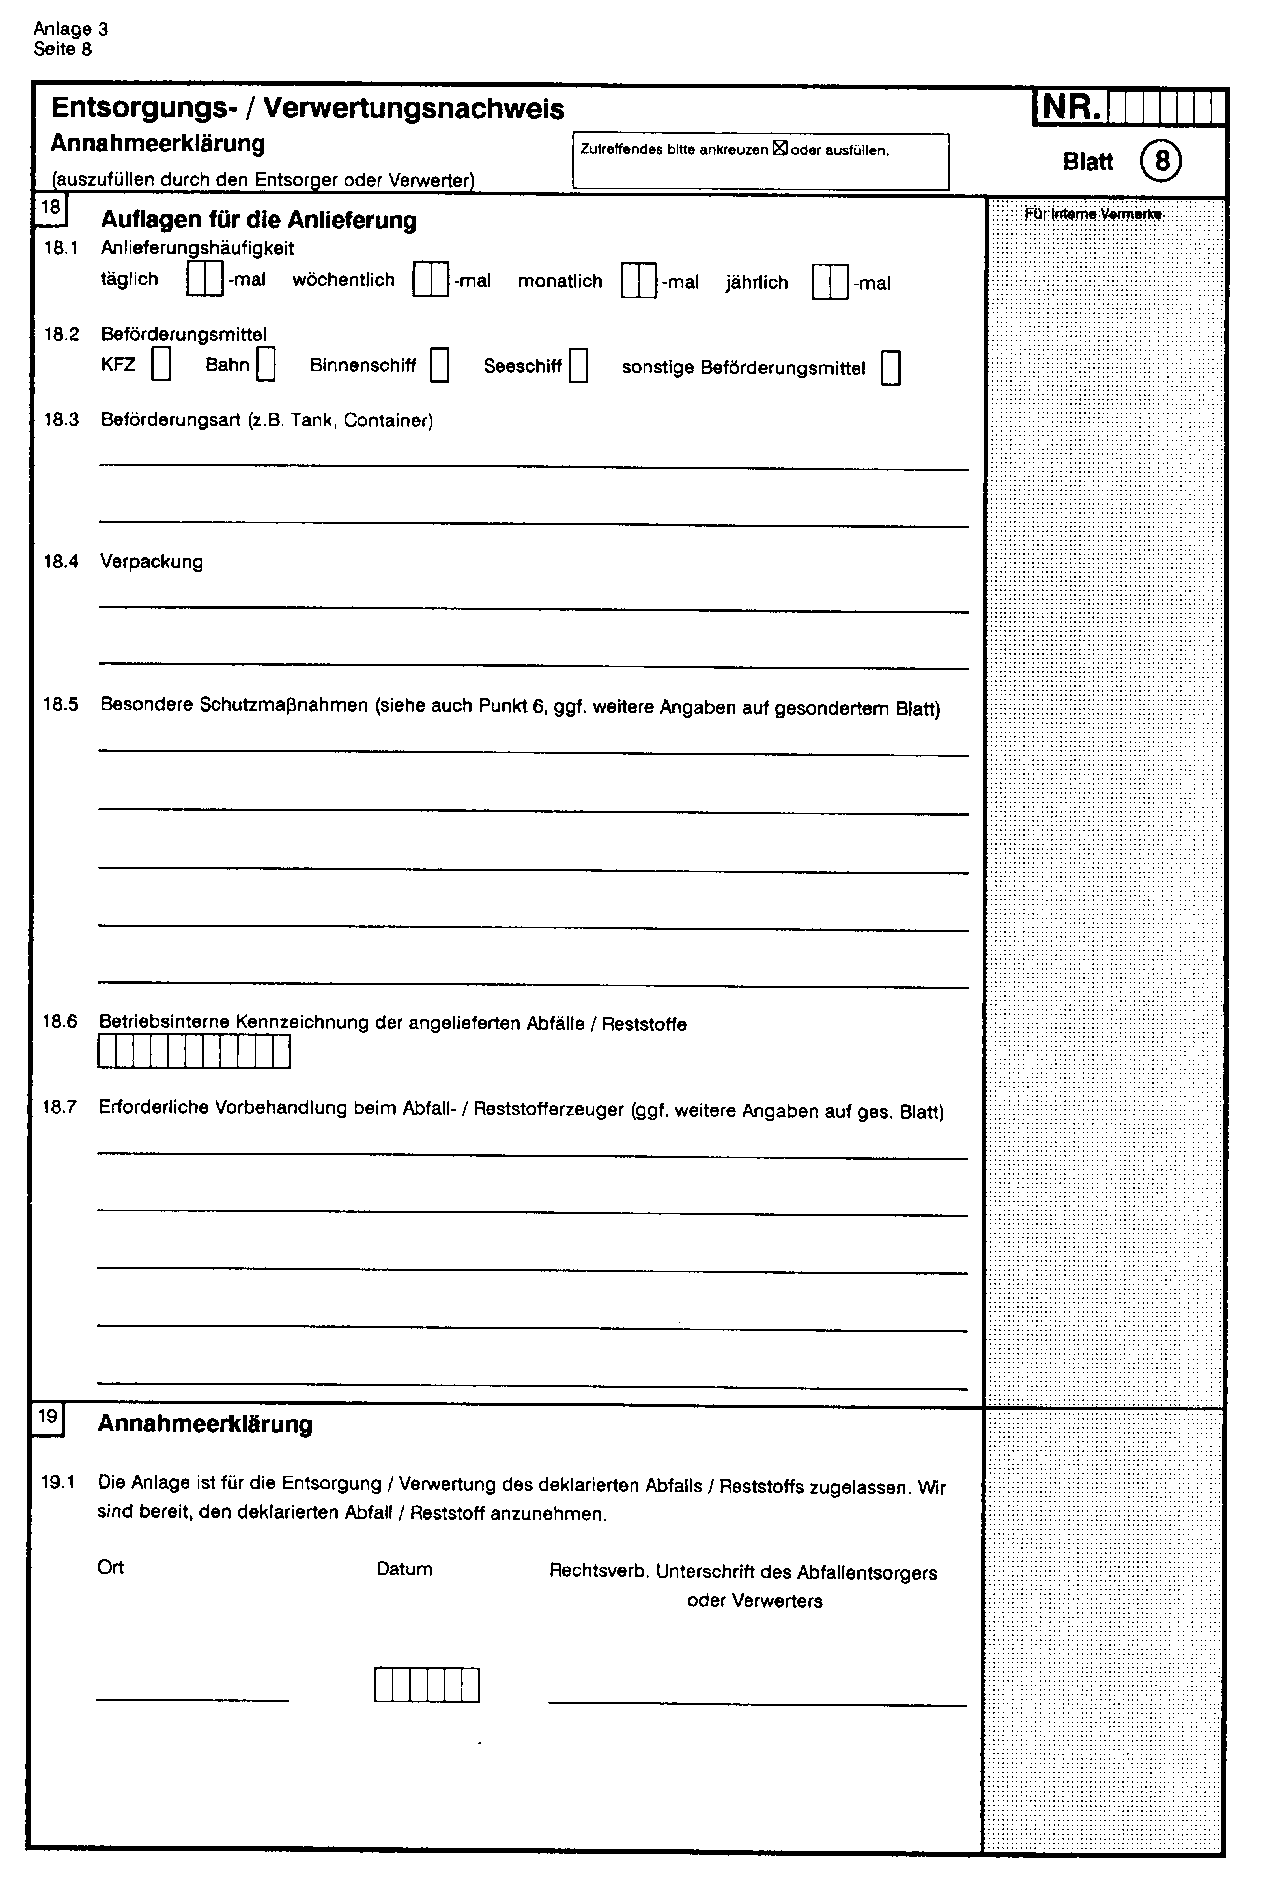 Anlage 3
Seite 8
Entsorgungs- / Verwertungsnachweis
NR.
Annahmeerklärung
Zutreffendes bitte ankreuzen ☒ oder ausfüllen.
Blatt 8
(auszufüllen durch den Entsorger oder Verwerter)
18 Auflagen für die Anlieferung
Für interne Vermerke
18.1 Anlieferungshäufigkeit
täglich -mal wöchentlich -mal monatlich -mal jährlich -mal
18.2 Beförderungsmittel
KFZ Bahn Binnenschiff Seeschiff sonstige Beförderungsmittel
18.3 Beförderungsart (z.B. Tank, Container)
18.4 Verpackung
18.5 Besondere Schutzmaßnahmen (siehe auch Punkt 6, ggf. weitere Angaben auf gesondertem Blatt)
18.6 Betriebsinterne Kennzeichnung der angelieferten Abfälle / Reststoffe
18.7 Erforderliche Vorbehandlung beim Abfall- / Reststofferzeuger (ggf. weitere Angaben auf ges. Blatt)
19 Annahmeerklärung
19.1 Die Anlage ist für die Entsorgung / Verwertung des deklarierten Abfalls / Reststoffs zugelassen. Wir
sind bereit, den deklarierten Abfall / Reststoff anzunehmen.
Ort Datum Rechtsverb. Unterschrift des Abfallentsorgers
oder Verwerters